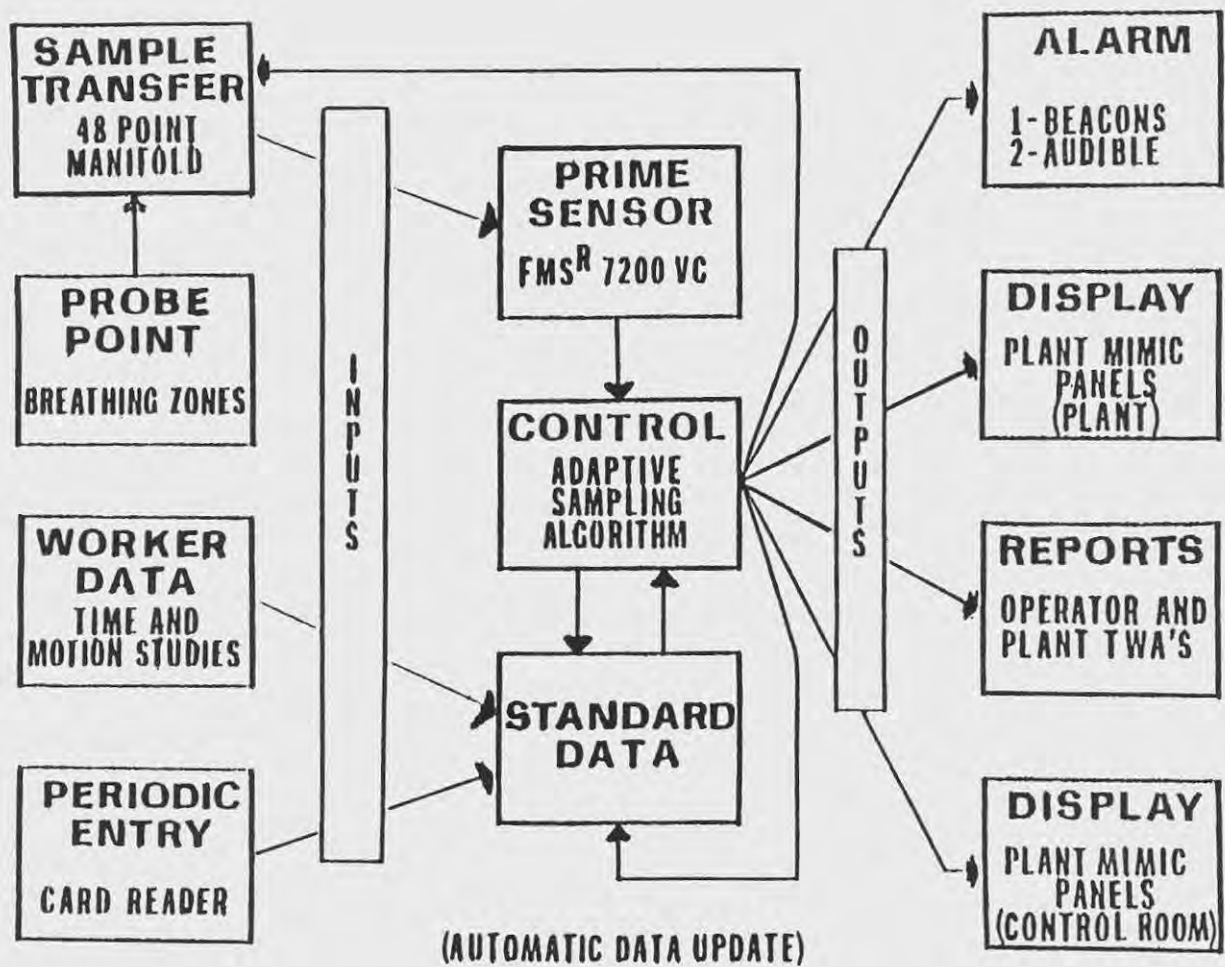 SAMPLE
TRANSFER
48 POINT
MANIFOLD
PROBE
POINT
BREATHING ZONES
WORKER
DATA
TIME AND
MOTION STUDIES
PERIODIC
ENTRY
CARD READER
INPUTS
PRIME
SENSOR
FMSᴿ 7200 VC
CONTROL
ADAPTIVE
SAMPLING
ALGORITHM
STANDARD
DATA
(AUTOMATIC DATA UPDATE)
OUTPUTS
ALARM
1-BEACONS
2-AUDIBLE
DISPLAY
PLANT MIMIC
PANELS
(PLANT)
REPORTS
OPERATOR AND
PLANT TWA'S
DISPLAY
PLANT MIMIC
PANELS
(CONTROL ROOM)